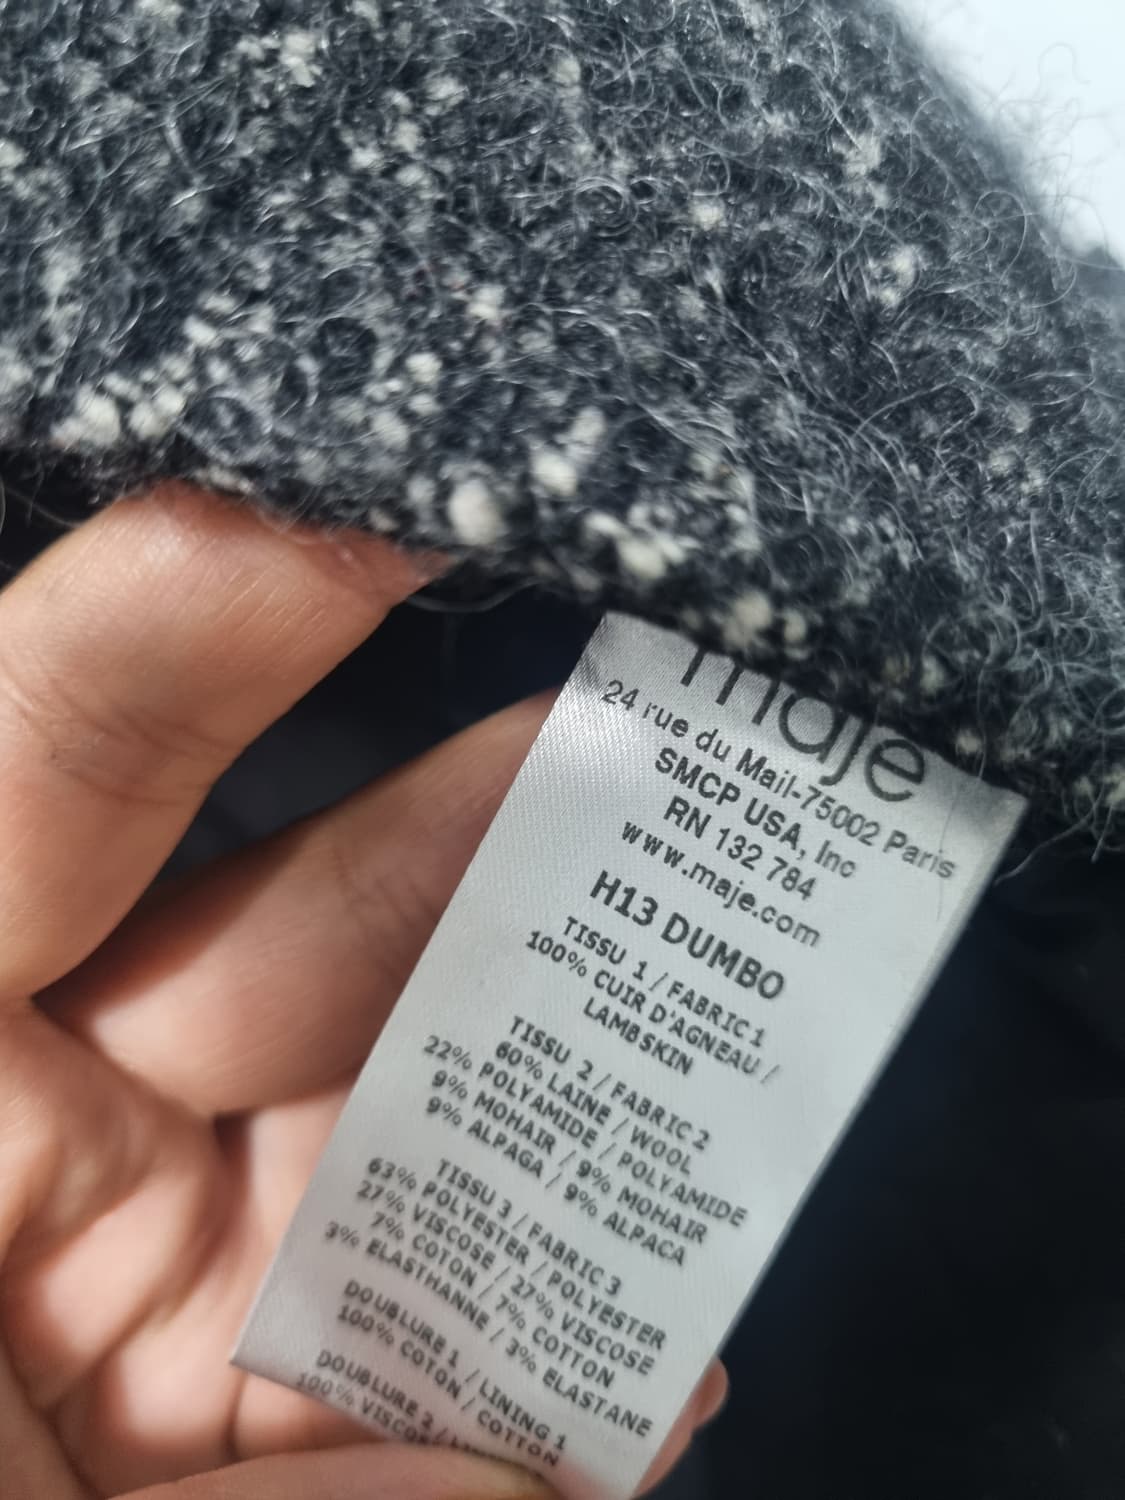 maje
24 rue du Mail-75002 Paris
SMCP USA, Inc
RN 132 784
www.maje.com
H13 DUMBO
TISSU 1 / FABRIC 1
100% CUIR D'AGNEAU /
LAMBSKIN
TISSU 2 / FABRIC 2
60% LAINE / WOOL
22% POLYAMIDE / POLYAMIDE
9% MOHAIR / 9% MOHAIR
9% ALPAGA / 9% ALPACA
TISSU 3 / FABRIC 3
63% POLYESTER / POLYESTER
27% VISCOSE / 27% VISCOSE
7% COTON / 7% COTTON
3% ELASTHANNE / 3% ELASTANE
DOUBLURE 1 / LINING 1
100% COTON / COTTON
DOUBLURE 2 /
100%